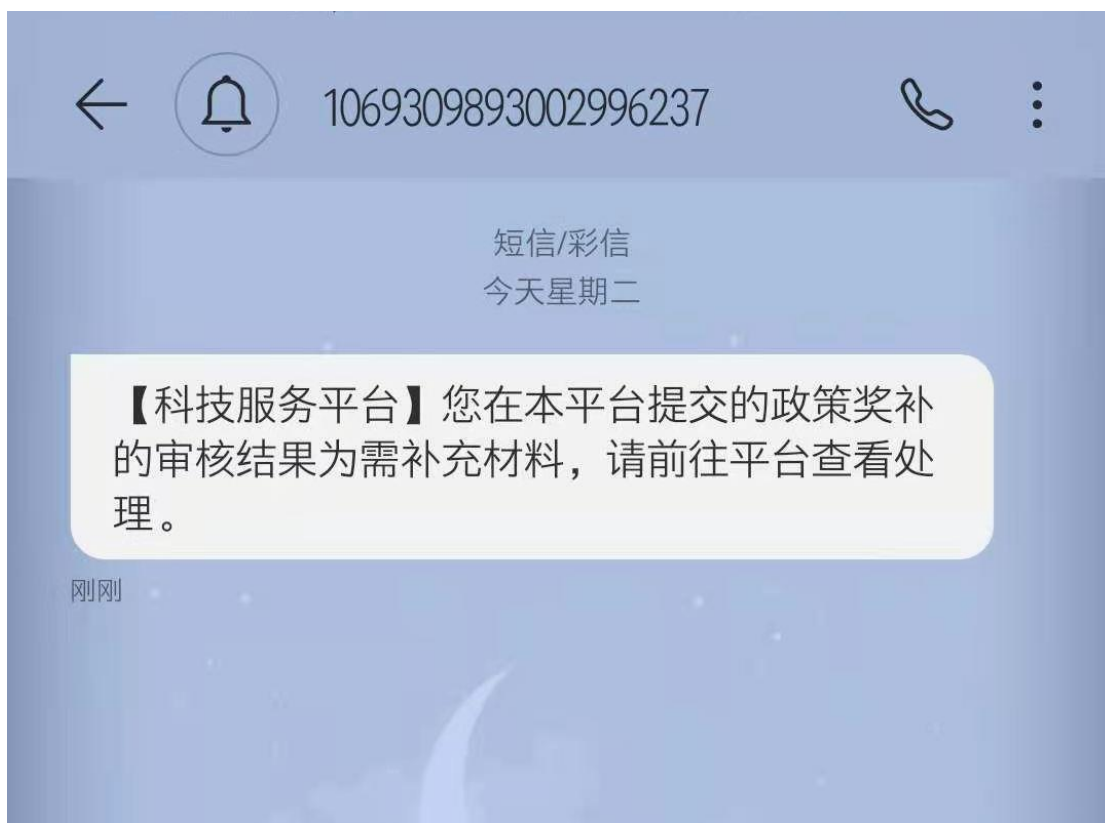 1069309893002996237
短信/彩信
今天星期二
【科技服务平台】您在本平台提交的政策奖补
的审核结果为需补充材料，请前往平台查看处
理。
刚刚